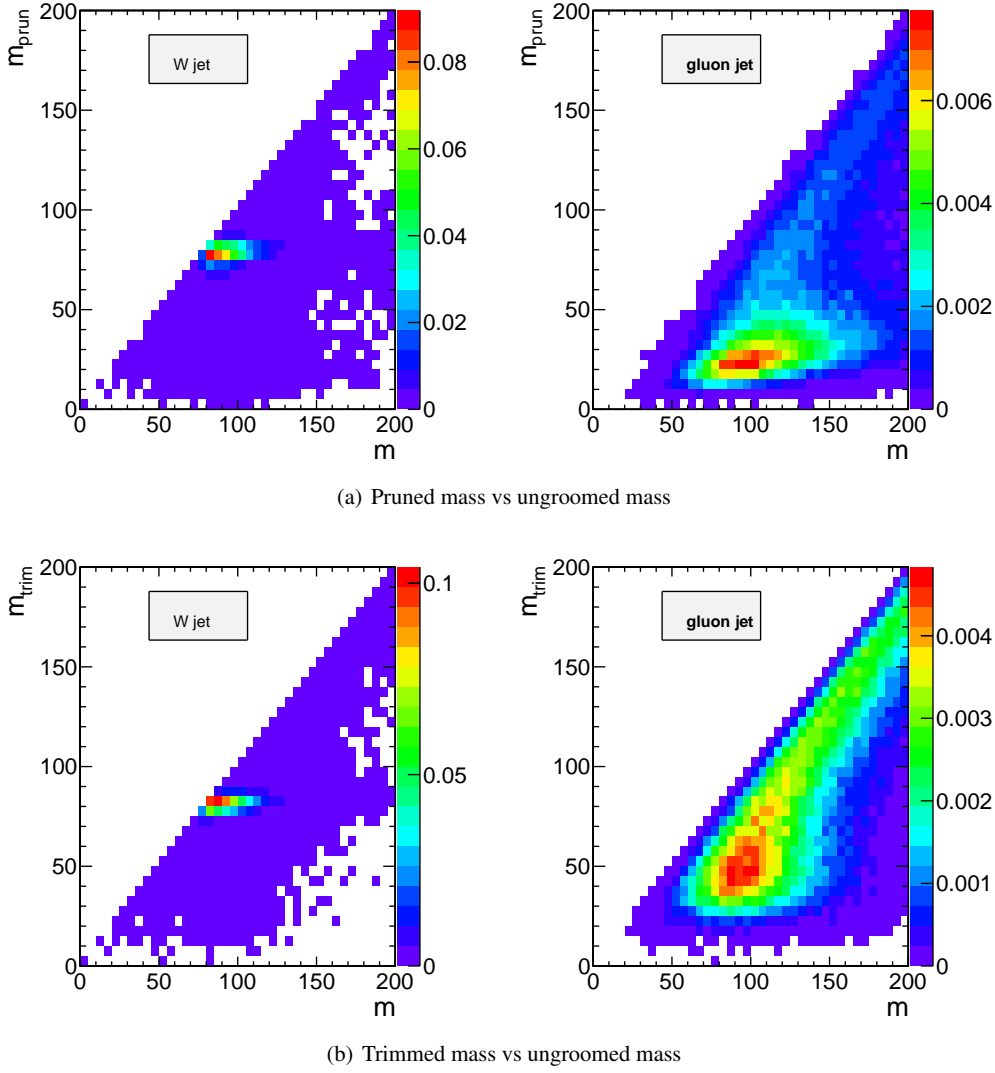 m_prun
200
150
100
50
0
W jet
0 50 100 150 200
m
0.08
0.06
0.04
0.02
0
m_prun
200
150
100
50
0
gluon jet
0 50 100 150 200
m
0.006
0.004
0.002
0
(a) Pruned mass vs ungroomed mass
m_trim
200
150
100
50
0
W jet
0 50 100 150 200
m
0.1
0.05
0
m_trim
200
150
100
50
0
gluon jet
0 50 100 150 200
m
0.004
0.003
0.002
0.001
0
(b) Trimmed mass vs ungroomed mass